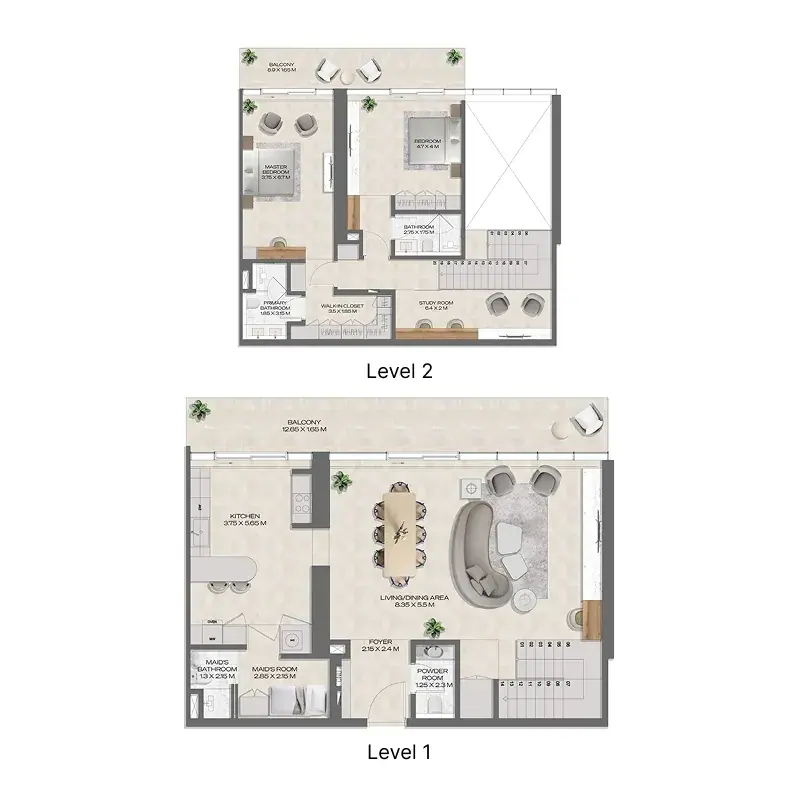 BALCONY
6.9 X 1.65 M
MASTER
BEDROOM
3.75 X 6.7 M
BEDROOM
4.7 X 4 M
BATHROOM
2.75 X 1.75 M
PRIMARY
BATHROOM
1.85 X 3.15 M
WALK-IN CLOSET
3.5 X 1.85 M
STUDY ROOM
6.4 X 2 M
Level 2
BALCONY
12.65 X 1.65 M
KITCHEN
3.75 X 5.65 M
LIVING/DINING AREA
8.35 X 5.5 M
FOYER
2.15 X 2.4 M
MAID'S
BATHROOM
1.3 X 2.15 M
MAID'S ROOM
2.85 X 2.15 M
POWDER
ROOM
1.25 X 2.3 M
Level 1